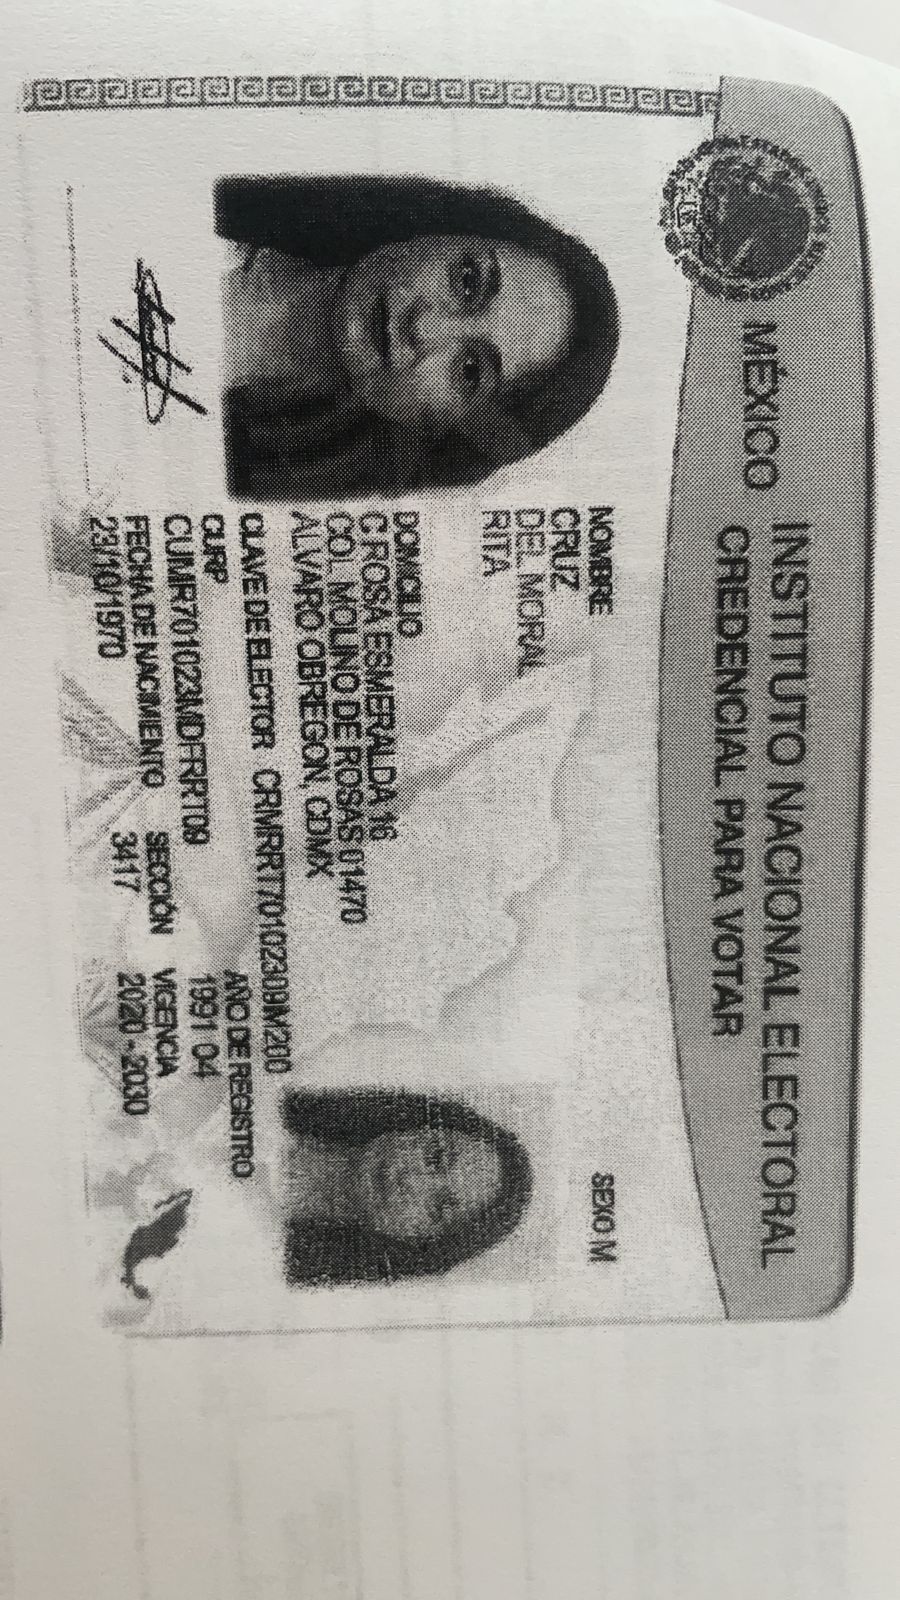 MÉXICO
INSTITUTO NACIONAL ELECTORAL
CREDENCIAL PARA VOTAR
NOMBRE
CRUZ
DEL MORAL
RITA
SEXO M
DOMICILIO
C ROSA ESMERALDA 16
COL MOLINO DE ROSAS 01470
ALVARO OBREGON, CDMX
CLAVE DE ELECTOR CRMRRT70102309M200
CURP
CUMR701023MDFRRT09
AÑO DE REGISTRO
1991 04
FECHA DE NACIMIENTO
23/10/1970
SECCIÓN
3417
VIGENCIA
2020 - 2030